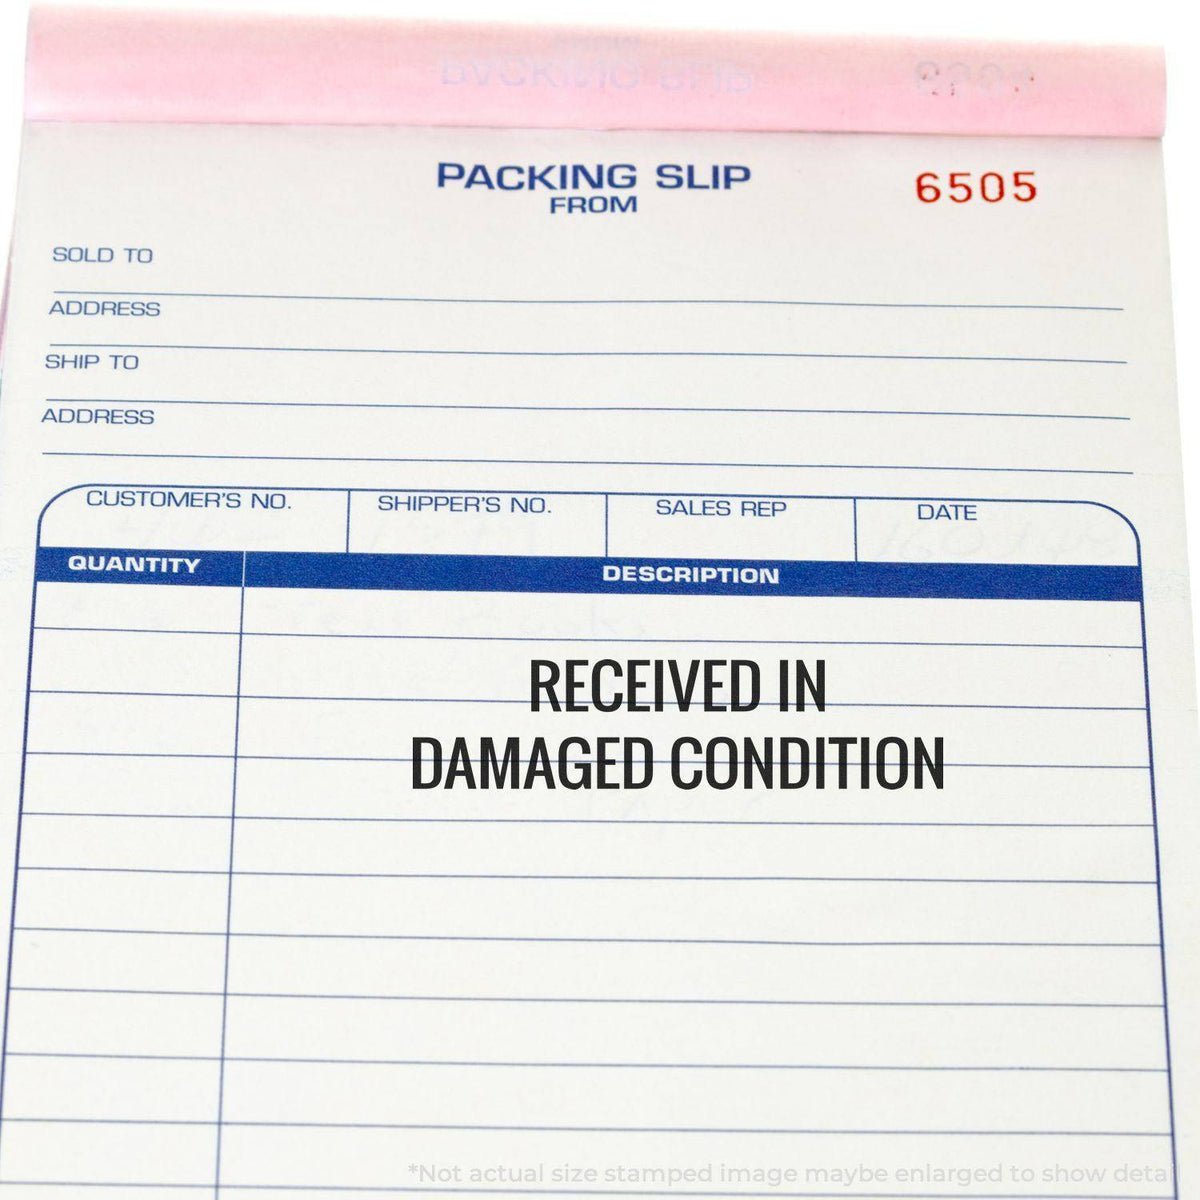 PACKING SLIP
6505
FROM
SOLD TO
ADDRESS
SHIP TO
ADDRESS
CUSTOMER'S NO. SHIPPER'S NO. SALES REP DATE
QUANTITY DESCRIPTION
RECEIVED IN
DAMAGED CONDITION
*Not actual size stamped image maybe enlarged to show detail